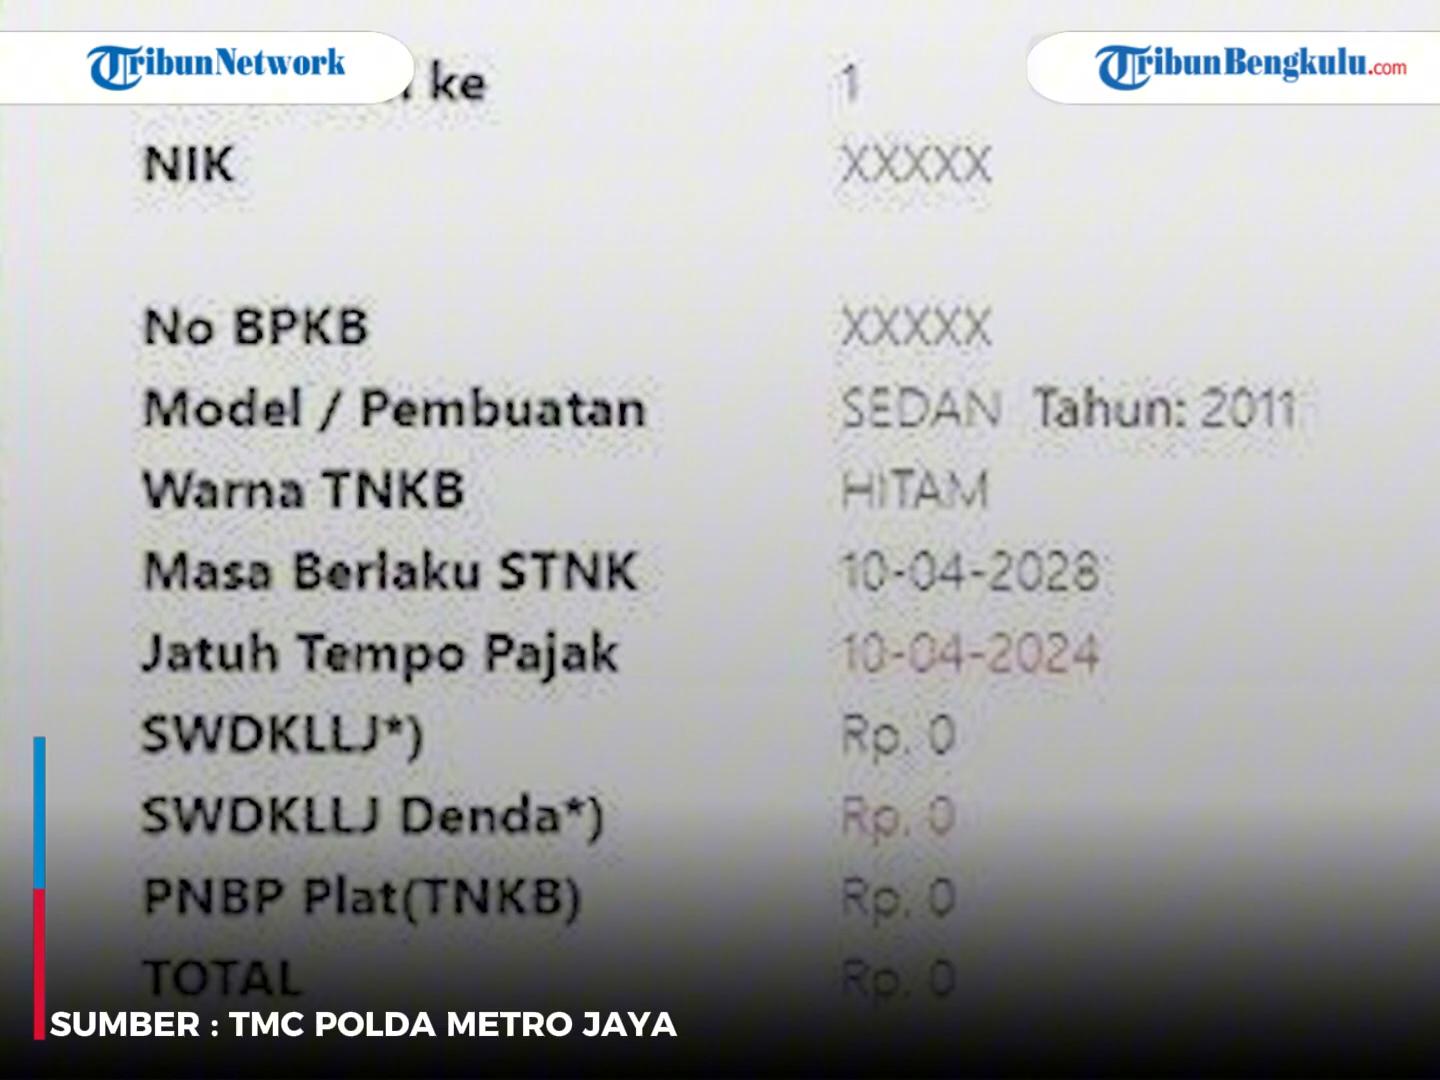 TribunNetwork
TribunBengkulu.com
ke 1
NIK XXXXX
No BPKB XXXXX
Model / Pembuatan SEDAN Tahun: 2011
Warna TNKB HITAM
Masa Berlaku STNK 10-04-2028
Jatuh Tempo Pajak 10-04-2024
SWDKLLJ*) Rp. 0
SWDKLLJ Denda*) Rp. 0
PNBP Plat(TNKB) Rp. 0
TOTAL Rp. 0
SUMBER : TMC POLDA METRO JAYA